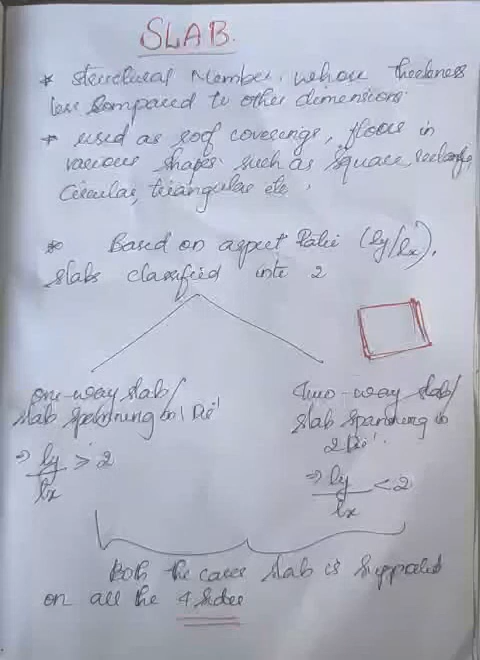 SLAB.
* structural Member, whose thickness
less compared to other dimensions.
* used as roof coverings, floors in
various shapes such as square, rectangle,
Circular, triangular etc.
* Based on aspect Ratio (ly/lx),
slabs classified into 2
one-way slab/
slab spanning in 1 Dir'
⇒ ly/lx > 2
Two-way slab/
slab spanning in
2 Dir'.
⇒ ly/lx < 2
Both the cases slab is supported
on all the 4 sides